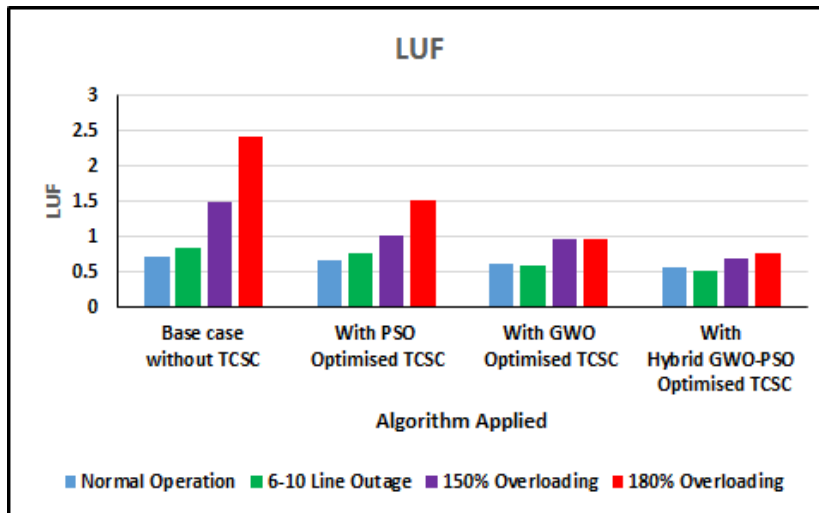 LUF
3
2.5
2
1.5
1
0.5
0
LUF
Base case
without TCSC
With PSO
Optimised TCSC
With GWO
Optimised TCSC
With
Hybrid GWO-PSO
Optimised TCSC
Algorithm Applied
Normal Operation
6-10 Line Outage
150% Overloading
180% Overloading